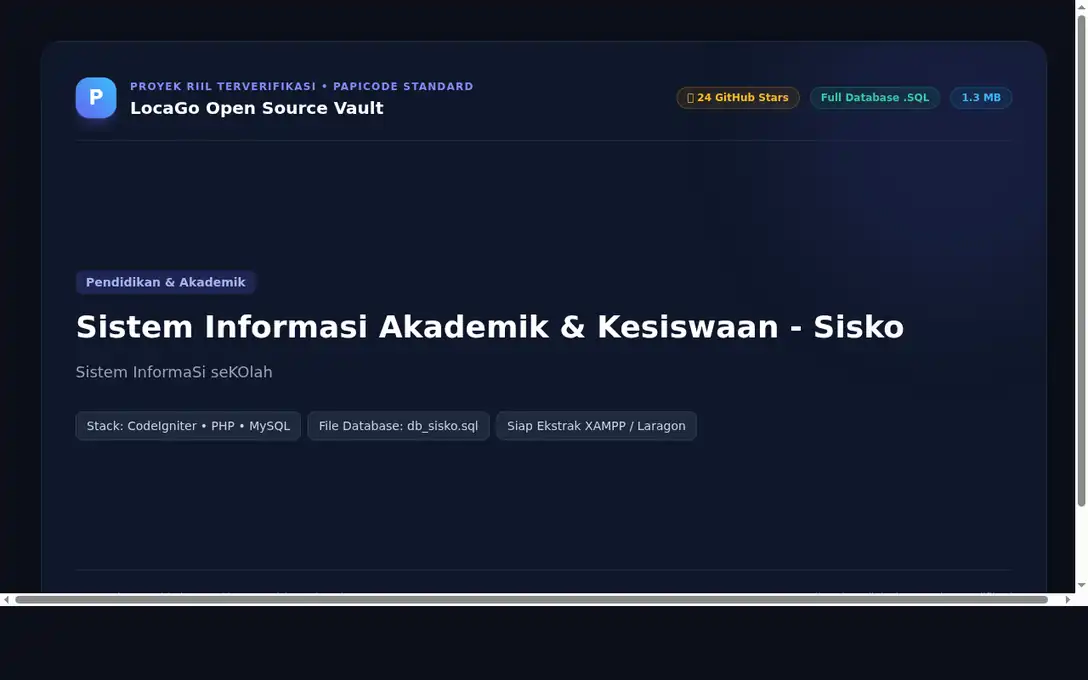 P
PROYEK RIIL TERVERIFIKASI • PAPICODE STANDARD
LocaGo Open Source Vault
24 GitHub Stars
Full Database .SQL
1.3 MB
Pendidikan & Akademik
Sistem Informasi Akademik & Kesiswaan - Sisko
Sistem InformaSi seKOlah
Stack: CodeIgniter • PHP • MySQL
File Database: db_sisko.sql
Siap Ekstrak XAMPP / Laragon